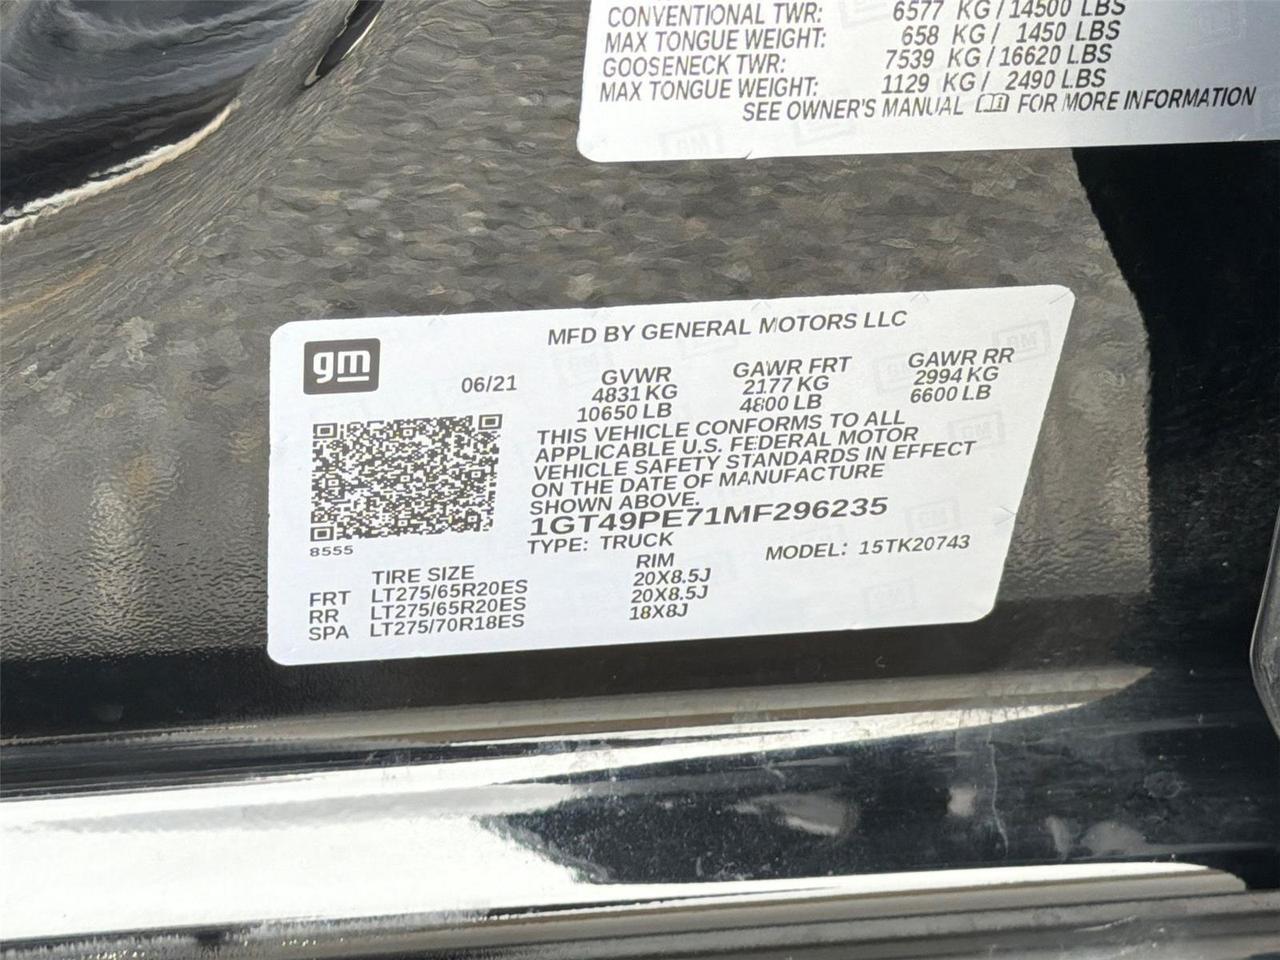 CONVENTIONAL TWR: 6577 KG/14500 LBS
MAX TONGUE WEIGHT: 658 KG/ 1450 LBS
GOOSENECK TWR: 7539 KG/16620 LBS
MAX TONGUE WEIGHT: 1129 KG/ 2490 LBS
SEE OWNER'S MANUAL FOR MORE INFORMATION
gm
MFD BY GENERAL MOTORS LLC
06/21
GVWR GAWR FRT GAWR RR
4831 KG 2177 KG 2994 KG
10650 LB 4800 LB 6600 LB
THIS VEHICLE CONFORMS TO ALL
APPLICABLE U.S. FEDERAL MOTOR
VEHICLE SAFETY STANDARDS IN EFFECT
ON THE DATE OF MANUFACTURE
SHOWN ABOVE.
1GT49PE71MF296235
TYPE: TRUCK MODEL: 15TK20743
8555
TIRE SIZE RIM
FRT LT275/65R20ES 20X8.5J
RR LT275/65R20ES 20X8.5J
SPA LT275/70R18ES 18X8J